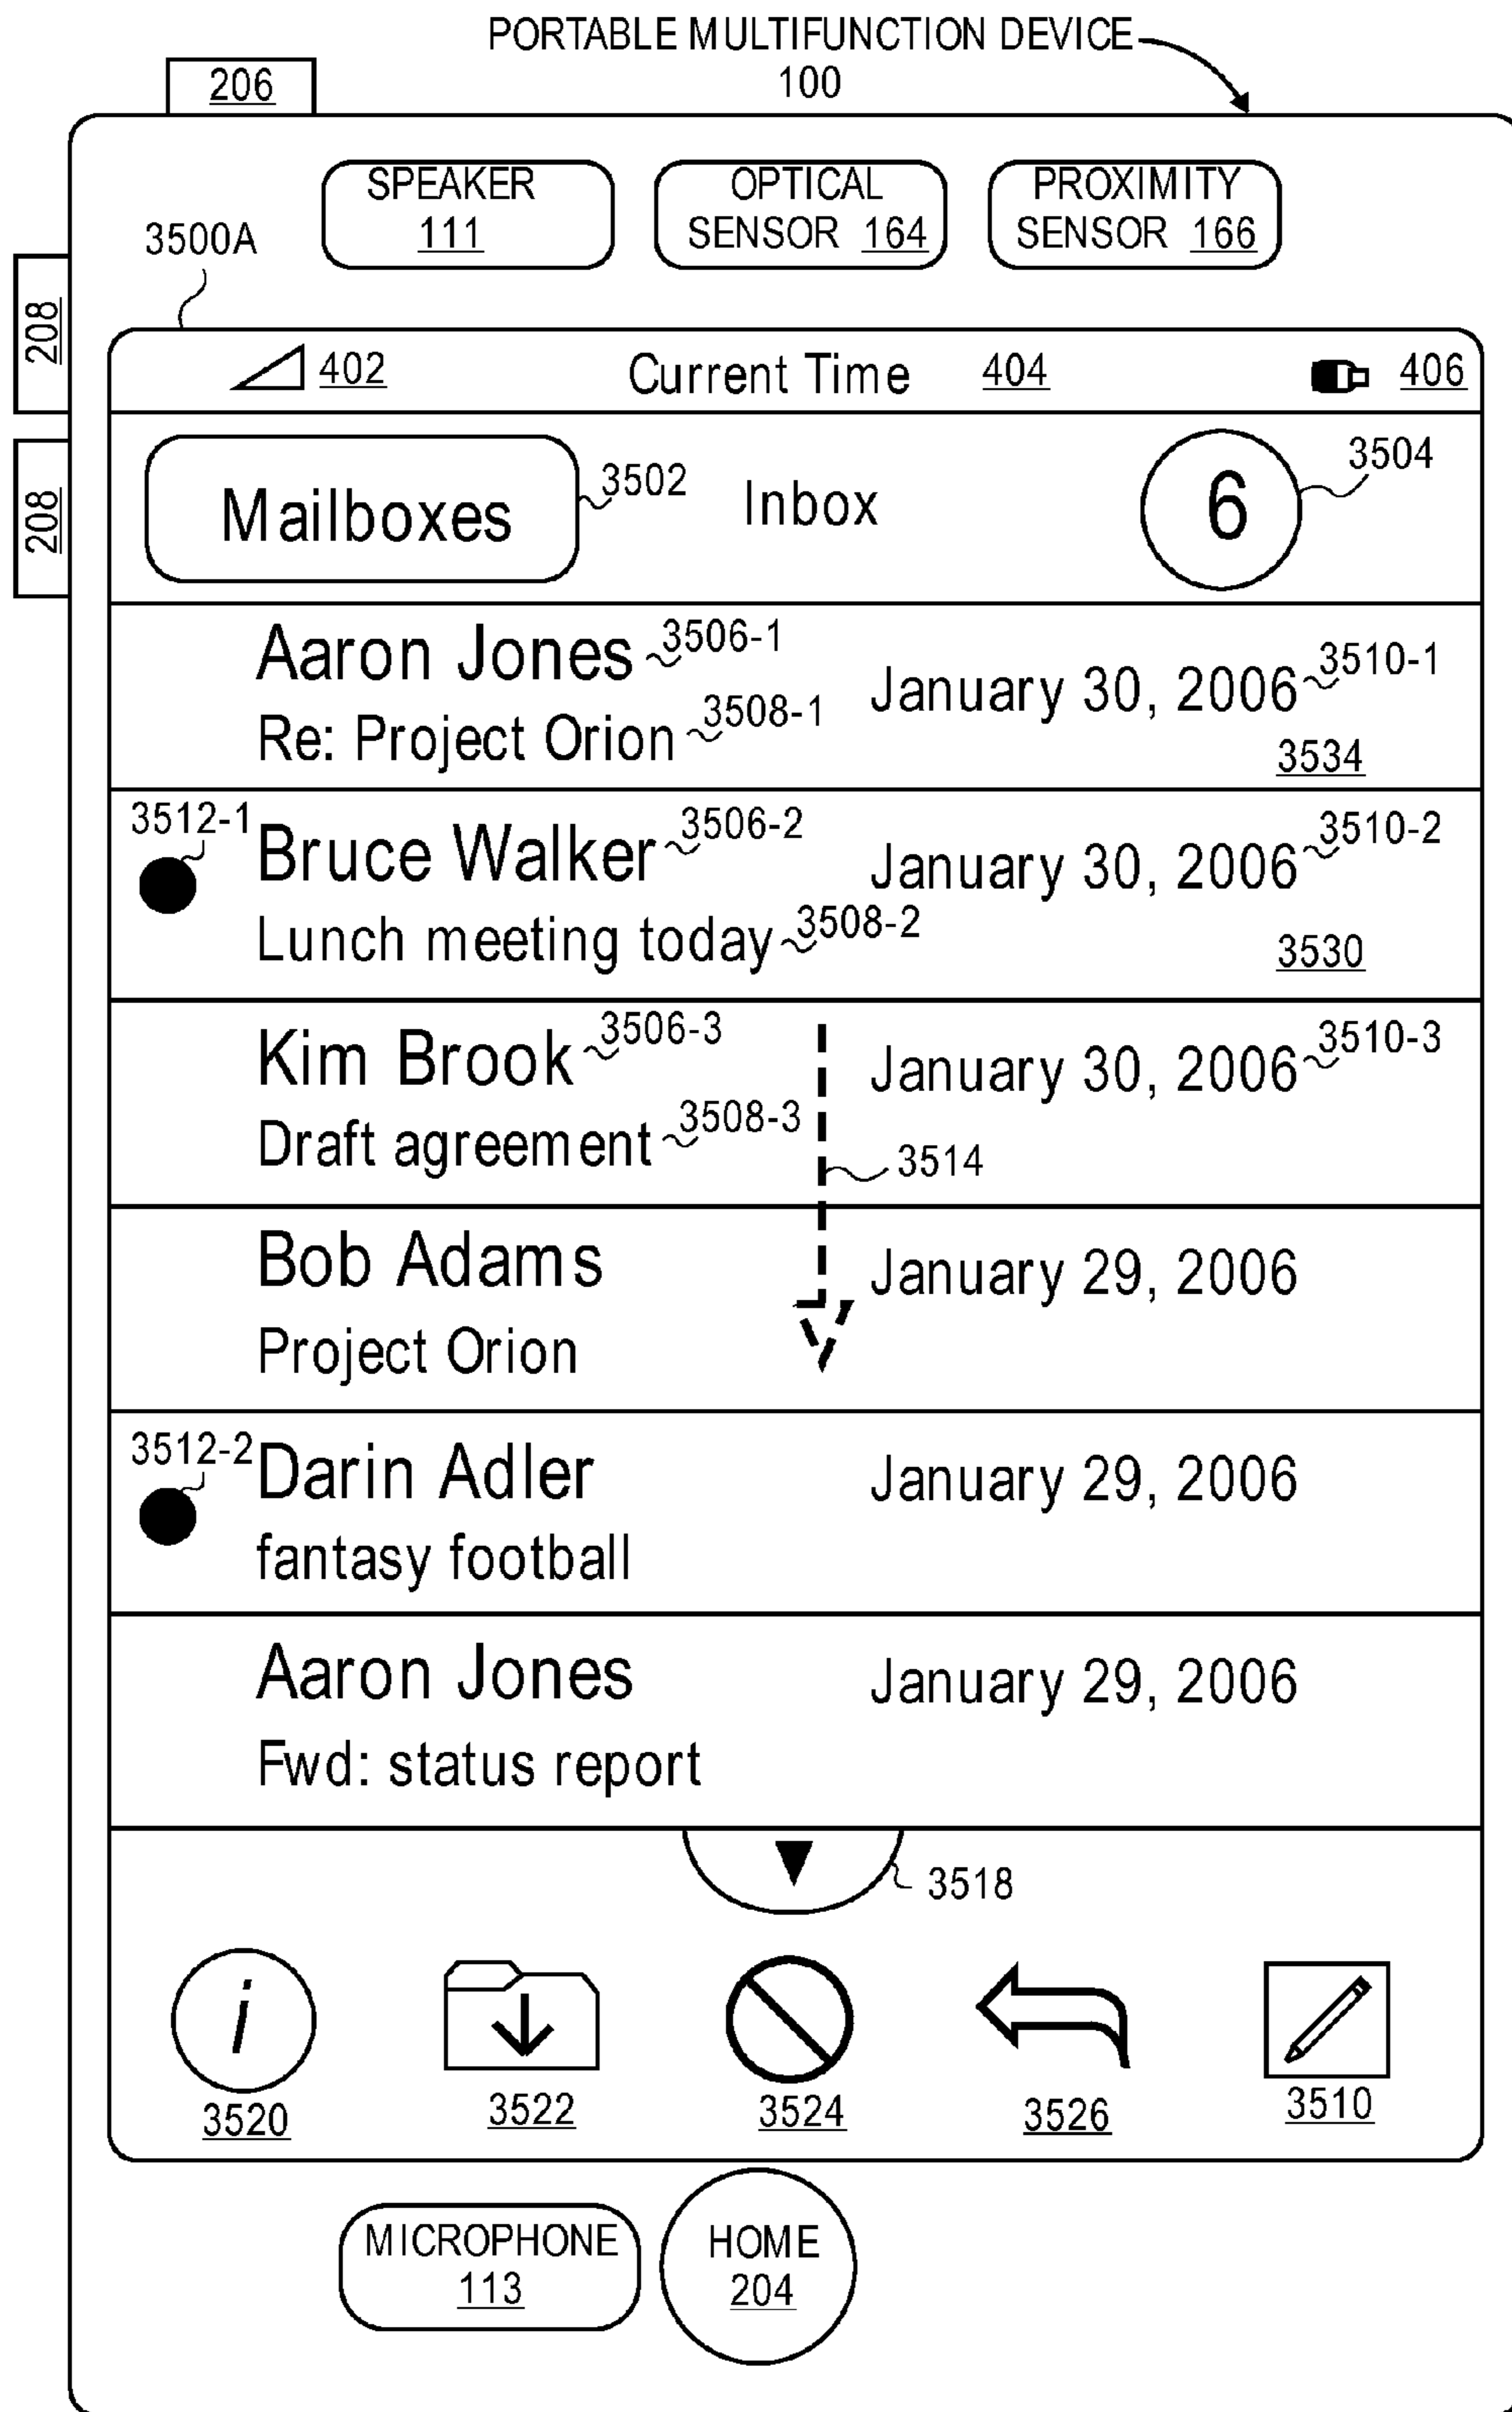 PORTABLE MULTIFUNCTION DEVICE
100
206
SPEAKER
111
OPTICAL
SENSOR 164
PROXIMITY
SENSOR 166
3500A
208
208
402 Current Time 404 406
Mailboxes 3502 Inbox 6 3504
Aaron Jones 3506-1
January 30, 2006 3510-1
Re: Project Orion 3508-1
3534
3512-1
Bruce Walker 3506-2
January 30, 2006 3510-2
Lunch meeting today 3508-2
3530
Kim Brook 3506-3
January 30, 2006 3510-3
Draft agreement 3508-3
3514
Bob Adams
January 29, 2006
Project Orion
3512-2
Darin Adler
January 29, 2006
fantasy football
Aaron Jones
January 29, 2006
Fwd: status report
3518
i
3520 3522 3524 3526 3510
MICROPHONE
113
HOME
204